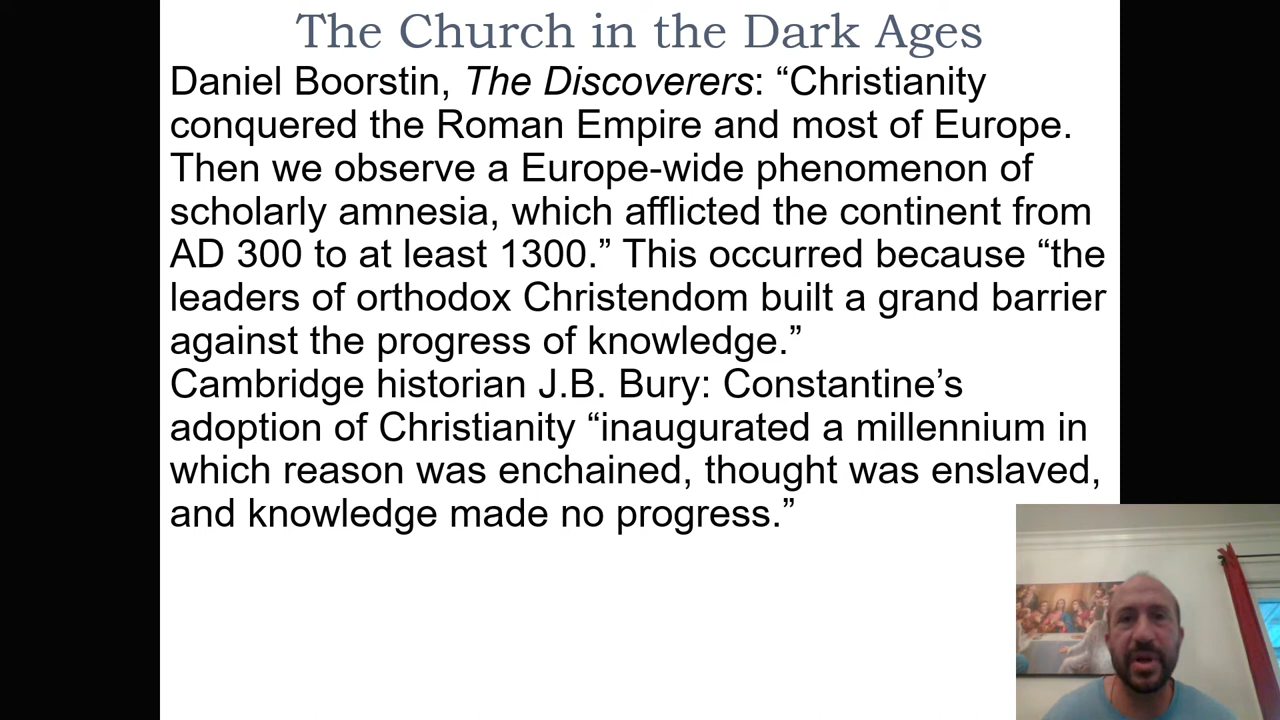 The Church in the Dark Ages
Daniel Boorstin, The Discoverers: “Christianity
conquered the Roman Empire and most of Europe.
Then we observe a Europe-wide phenomenon of
scholarly amnesia, which afflicted the continent from
AD 300 to at least 1300.” This occurred because “the
leaders of orthodox Christendom built a grand barrier
against the progress of knowledge.”
Cambridge historian J.B. Bury: Constantine’s
adoption of Christianity “inaugurated a millennium in
which reason was enchained, thought was enslaved,
and knowledge made no progress.”